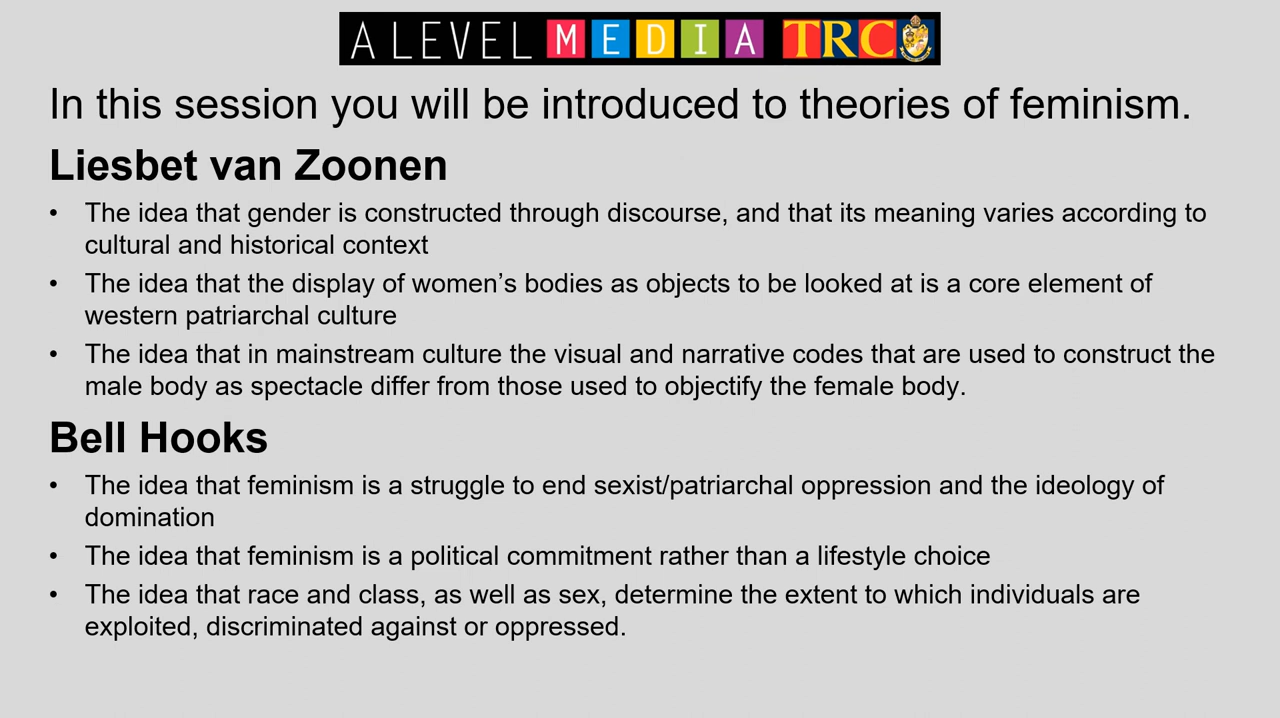 A LEVEL MEDIA TRC
In this session you will be introduced to theories of feminism.
Liesbet van Zoonen
• The idea that gender is constructed through discourse, and that its meaning varies according to
cultural and historical context
• The idea that the display of women’s bodies as objects to be looked at is a core element of
western patriarchal culture
• The idea that in mainstream culture the visual and narrative codes that are used to construct the
male body as spectacle differ from those used to objectify the female body.
Bell Hooks
• The idea that feminism is a struggle to end sexist/patriarchal oppression and the ideology of
domination
• The idea that feminism is a political commitment rather than a lifestyle choice
• The idea that race and class, as well as sex, determine the extent to which individuals are
exploited, discriminated against or oppressed.